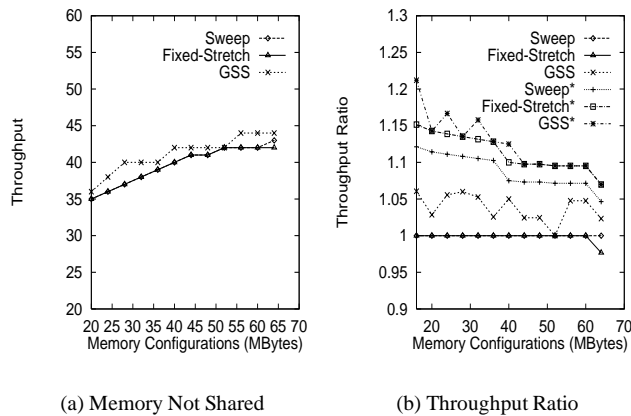 60
55
50
45
40
35
30
25
20
Throughput
Sweep
Fixed-Stretch
GSS
20 25 30 35 40 45 50 55 60 65 70
Memory Configurations (MBytes)
(a) Memory Not Shared
1.3
1.25
1.2
1.15
1.1
1.05
1
0.95
0.9
Throughput Ratio
Sweep
Fixed-Stretch
GSS
Sweep*
Fixed-Stretch*
GSS*
20 30 40 50 60 70
Memory Configurations (MBytes)
(b) Throughput Ratio